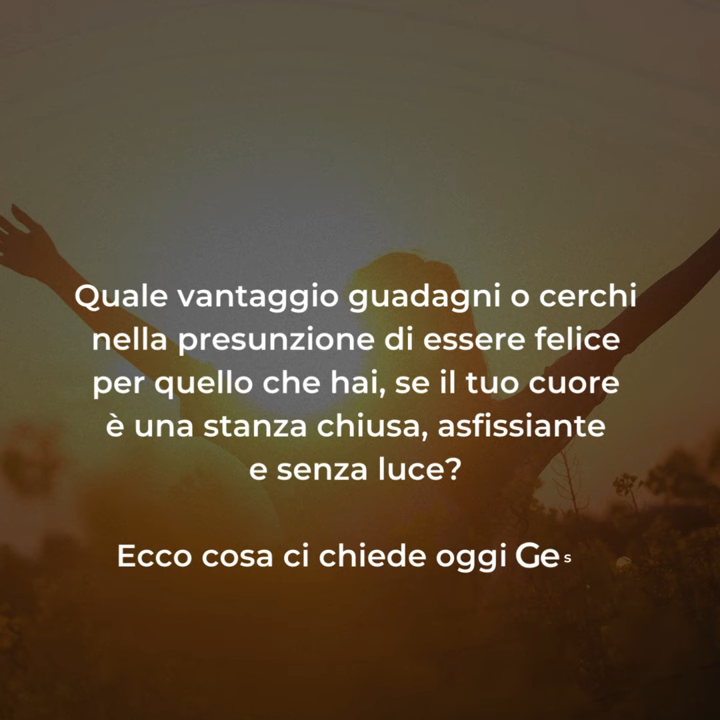 Quale vantaggio guadagni o cerchi
nella presunzione di essere felice
per quello che hai, se il tuo cuore
è una stanza chiusa, asfissiante
e senza luce?
Ecco cosa ci chiede oggi Ges